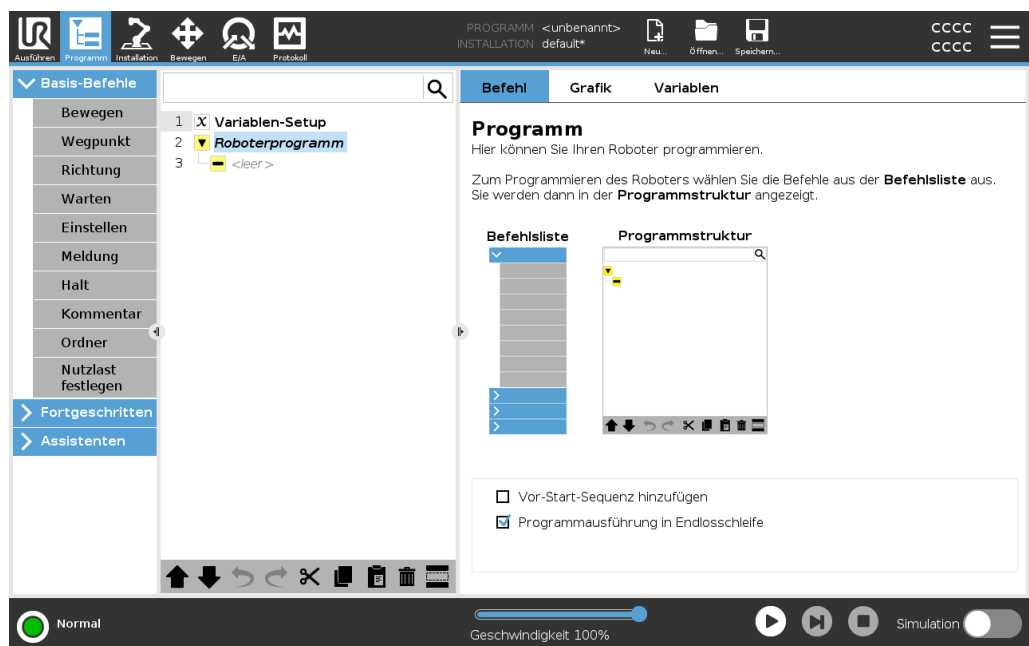 UR
PROGRAMM <unbenannt>
INSTALLATION default*
Ausführen Programm Installation Bewegen E/A Protokoll
Neu... Öffnen... Speichern...
CCCC
CCCC
Basis-Befehle
Bewegen
Wegpunkt
Richtung
Warten
Einstellen
Meldung
Halt
Kommentar
Ordner
Nutzlast
festlegen
Fortgeschritten
Assistenten
1 X Variablen-Setup
2 Roboterprogramm
3 <leer>
Befehl Grafik Variablen
Programm
Hier können Sie Ihren Roboter programmieren.
Zum Programmieren des Roboters wählen Sie die Befehle aus der Befehlsliste aus.
Sie werden dann in der Programmstruktur angezeigt.
Befehlsliste Programmstruktur
Vor-Start-Sequenz hinzufügen
Programmausführung in Endlosschleife
Normal
Geschwindigkeit 100%
Simulation